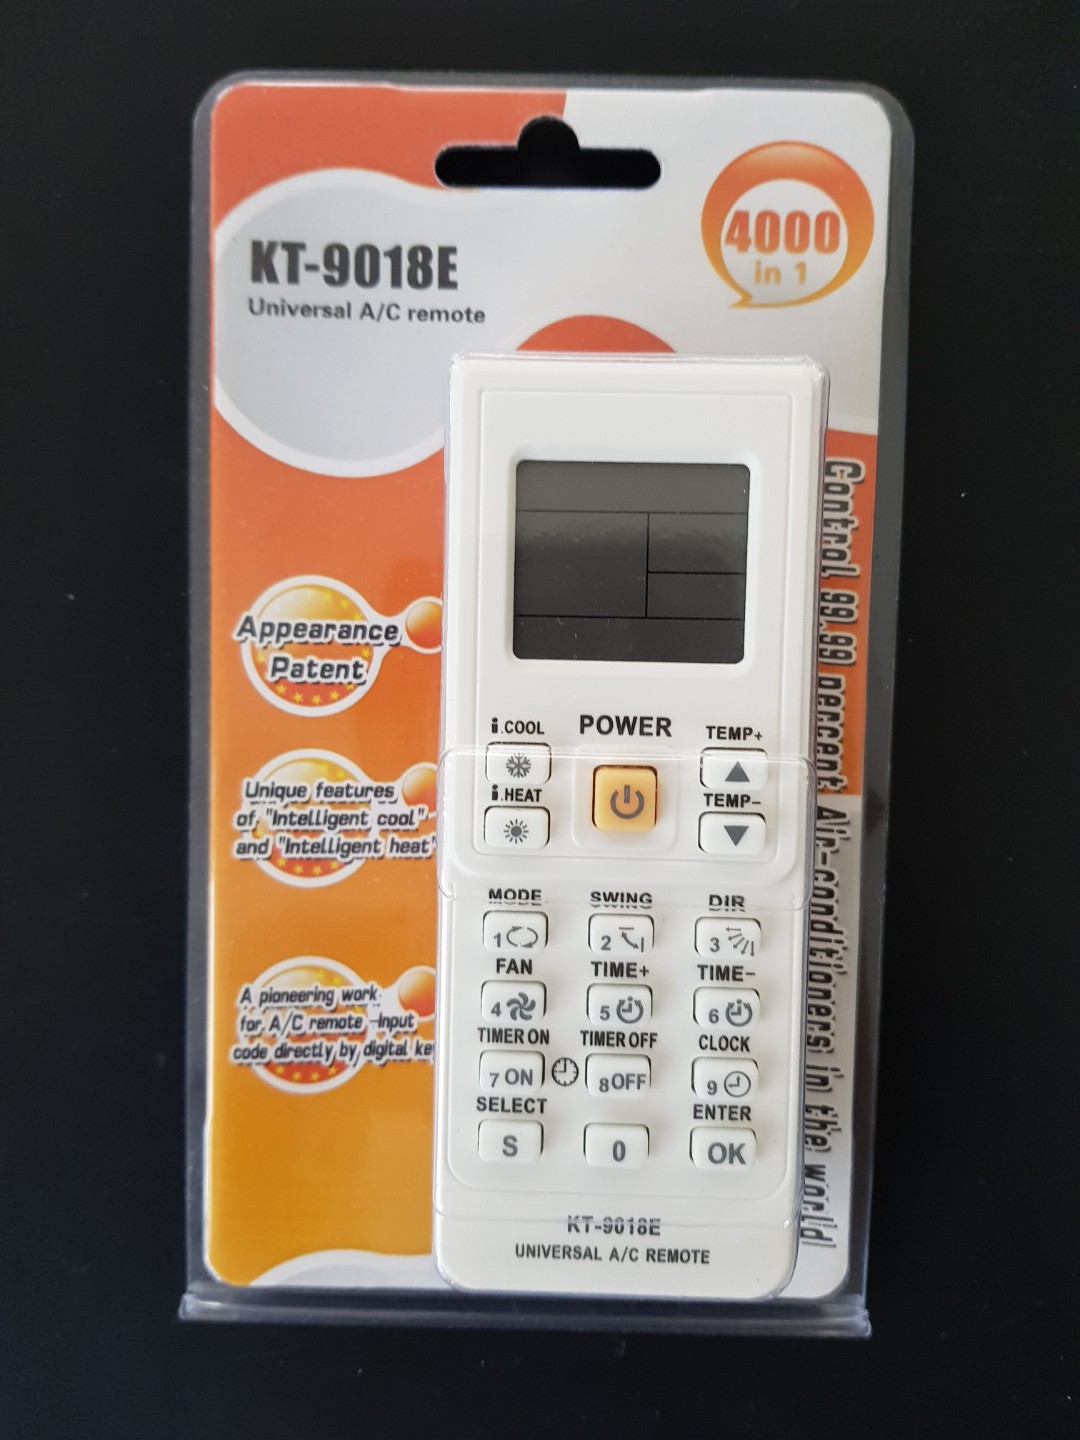 KT-9018E
Universal A/C remote
4000
in 1
Appearance
Patent
Unique features
of "Intelligent cool"
and "Intelligent heat"
A pioneering work
for A/C remote -Input
code directly by digital
Control 99.99 percent Air-conditioners in the world
i.COOL
POWER
TEMP+
i.HEAT
TEMP-
MODE
SWING
DIR
1
2
3
FAN
TIME+
TIME-
4
5
6
TIMER ON
TIMER OFF
CLOCK
7 ON
8 OFF
9
SELECT
ENTER
S
0
OK
KT-9018E
UNIVERSAL A/C REMOTE